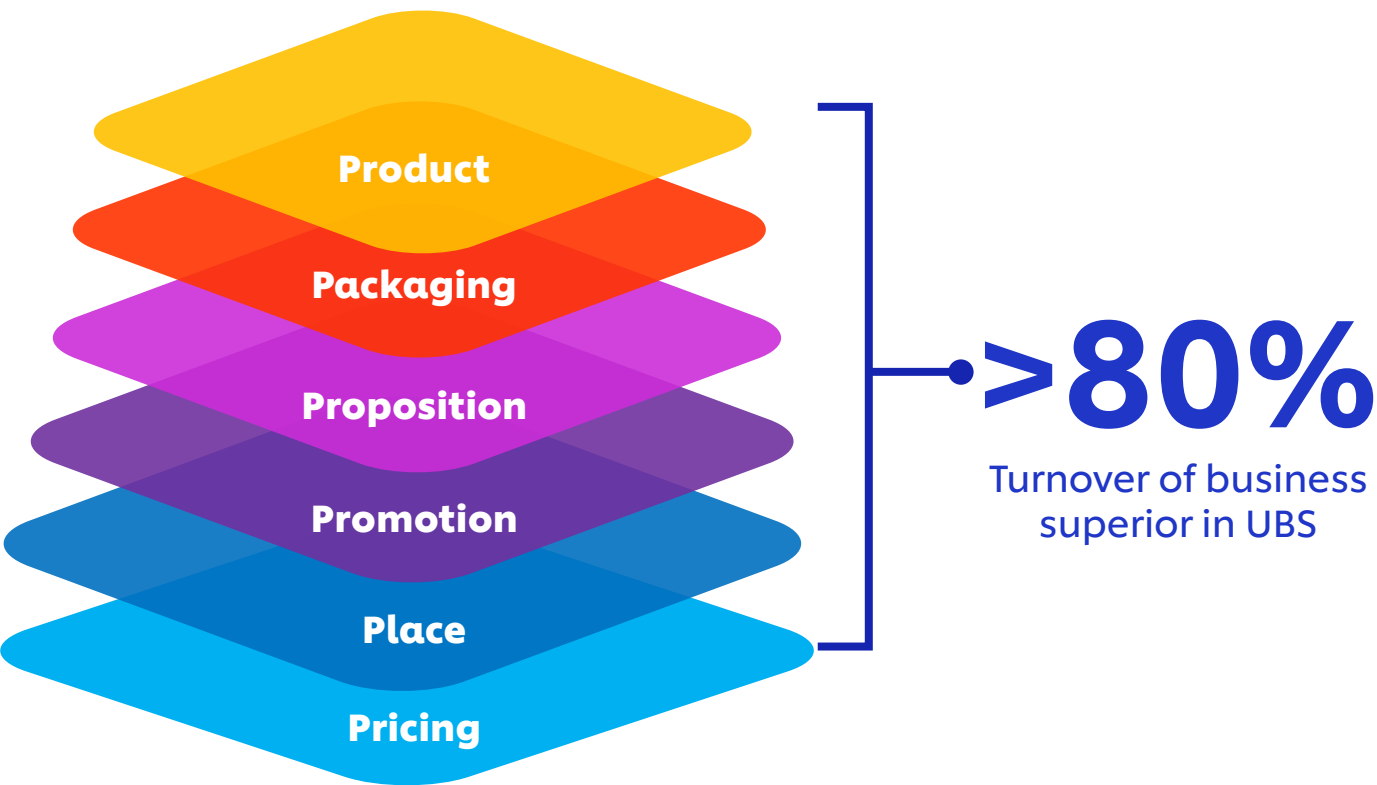 Product
Packaging
Proposition
Promotion
Place
Pricing
>80%
Turnover of business
superior in UBS